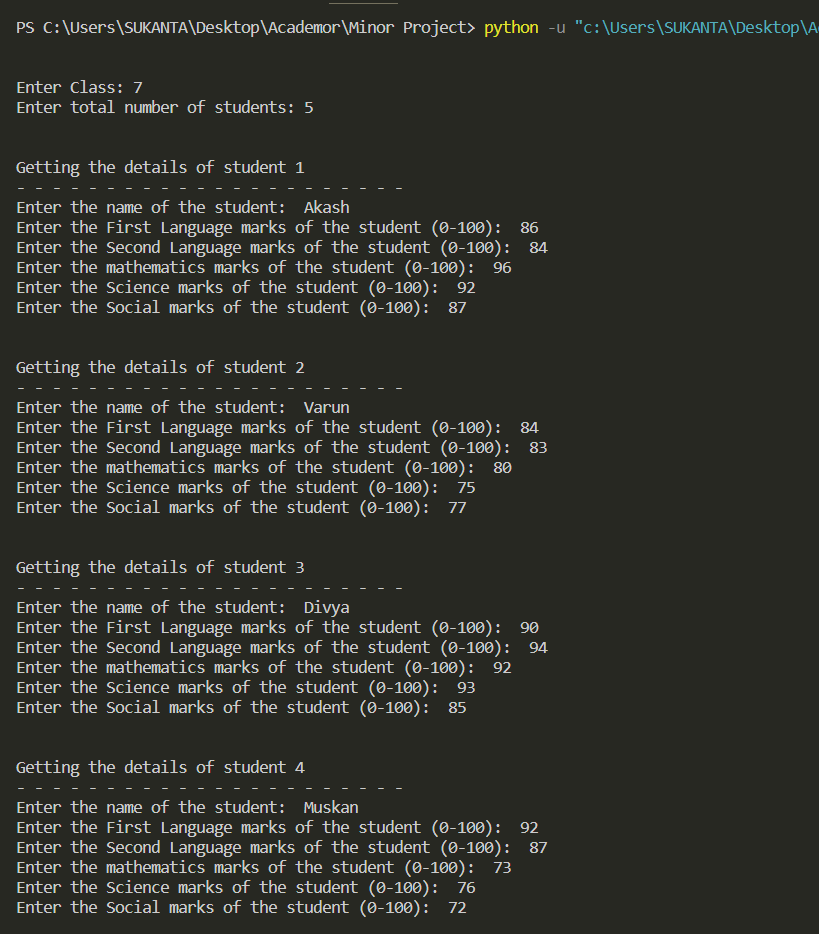 PS C:\Users\SUKANTA\Desktop\Academor\Minor Project> python -u "c:\Users\SUKANTA\Desktop\A
Enter Class: 7
Enter total number of students: 5
Getting the details of student 1
- - - - - - - - - - - - - - - - - - - - - -
Enter the name of the student:  Akash
Enter the First Language marks of the student (0-100):  86
Enter the Second Language marks of the student (0-100):  84
Enter the mathematics marks of the student (0-100):  96
Enter the Science marks of the student (0-100):  92
Enter the Social marks of the student (0-100):  87
Getting the details of student 2
- - - - - - - - - - - - - - - - - - - - - -
Enter the name of the student:  Varun
Enter the First Language marks of the student (0-100):  84
Enter the Second Language marks of the student (0-100):  83
Enter the mathematics marks of the student (0-100):  80
Enter the Science marks of the student (0-100):  75
Enter the Social marks of the student (0-100):  77
Getting the details of student 3
- - - - - - - - - - - - - - - - - - - - - -
Enter the name of the student:  Divya
Enter the First Language marks of the student (0-100):  90
Enter the Second Language marks of the student (0-100):  94
Enter the mathematics marks of the student (0-100):  92
Enter the Science marks of the student (0-100):  93
Enter the Social marks of the student (0-100):  85
Getting the details of student 4
- - - - - - - - - - - - - - - - - - - - - -
Enter the name of the student:  Muskan
Enter the First Language marks of the student (0-100):  92
Enter the Second Language marks of the student (0-100):  87
Enter the mathematics marks of the student (0-100):  73
Enter the Science marks of the student (0-100):  76
Enter the Social marks of the student (0-100):  72